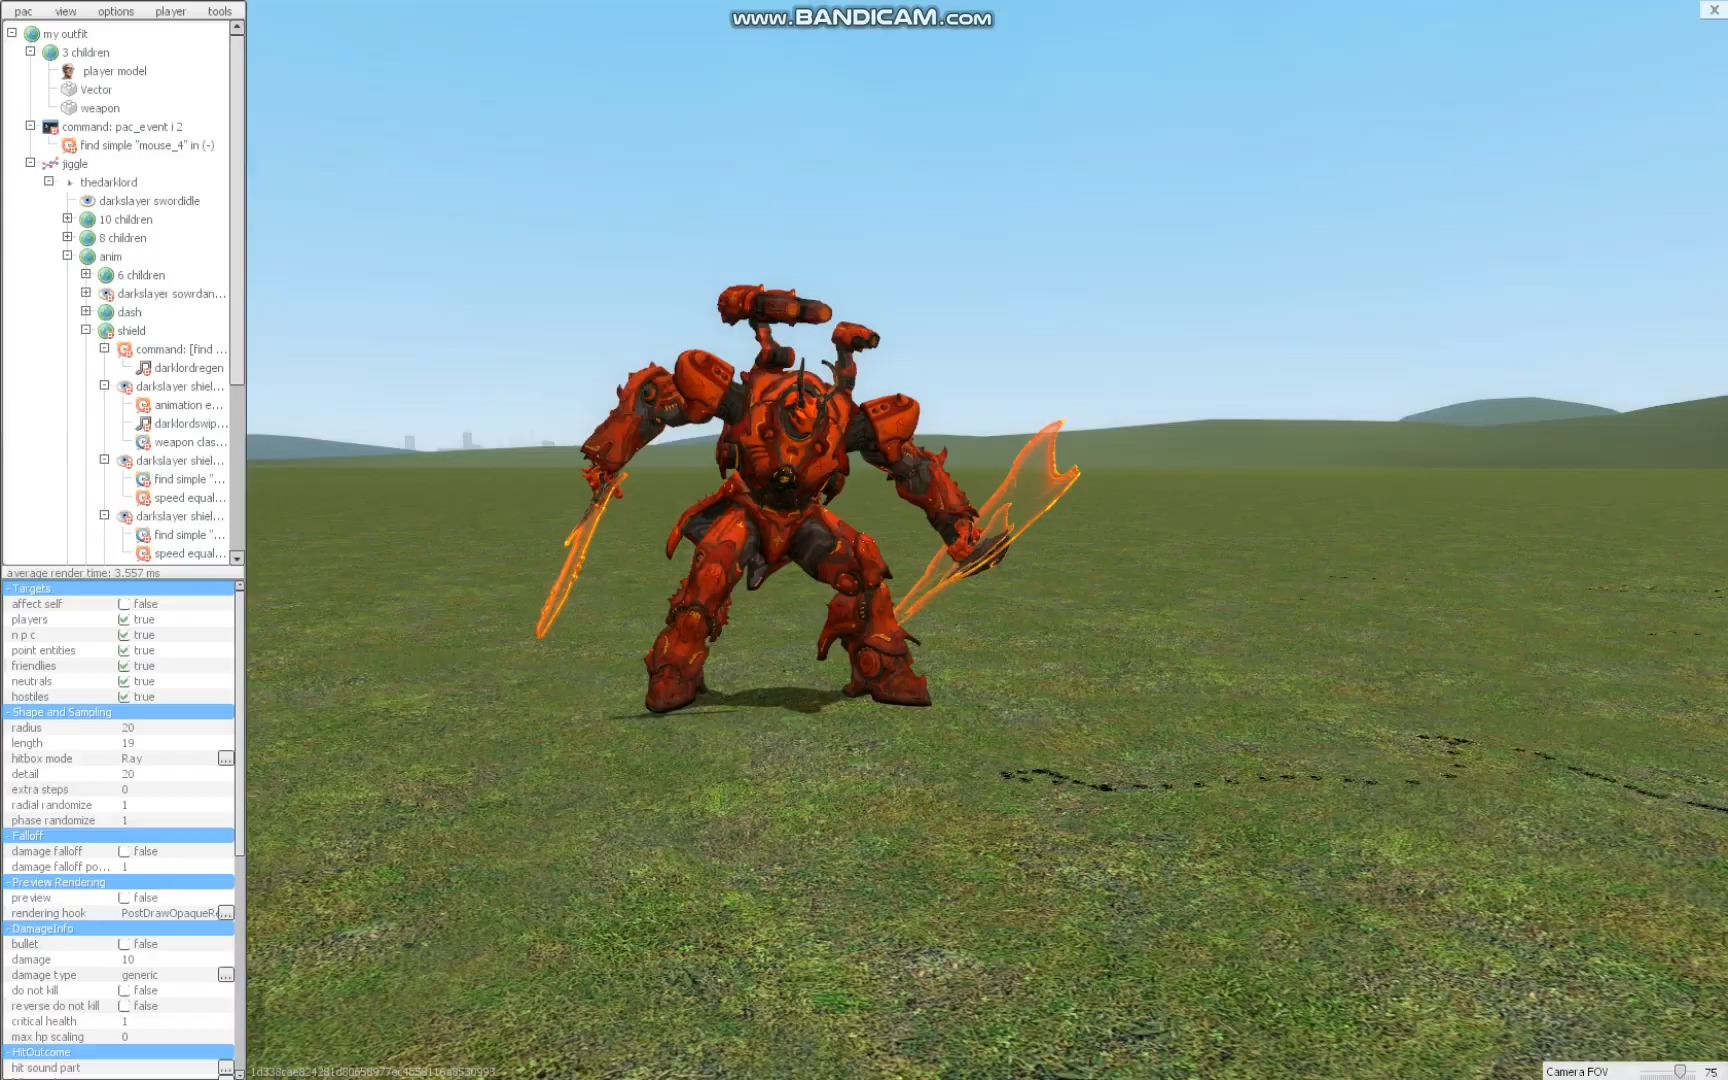 www.BANDICAM.com
pac view options player tools
my outfit
3 children
player model
Vector
weapon
command: pac_event i 2
find simple "mouse_4" in (-)
jiggle
thedarklord
darkslayer swordidle
10 children
8 children
anim
6 children
darkslayer sowrdan...
dash
shield
command: [find ...
darklordregen
darkslayer shiel...
animation e...
darklordswip...
weapon clas...
darkslayer shiel...
find simple "...
speed equal...
darkslayer shiel...
find simple "...
speed equal...
average render time: 3.557 ms
- Targets
affect self false
players true
n p c true
point entities true
friendlies true
neutrals true
hostiles true
- Shape and Sampling
radius 20
length 19
hitbox mode Ray ...
detail 20
extra steps 0
radial randomize 1
phase randomize 1
- Falloff
damage falloff false
damage falloff po... 1
- Preview Rendering
preview false
rendering hook PostDrawOpaqueRe...
- DamageInfo
bullet false
damage 10
damage type generic ...
do not kill false
reverse do not kill false
critical health 1
max hp scaling 0
- HitOutcome
hit sound part ...
Camera FOV 75